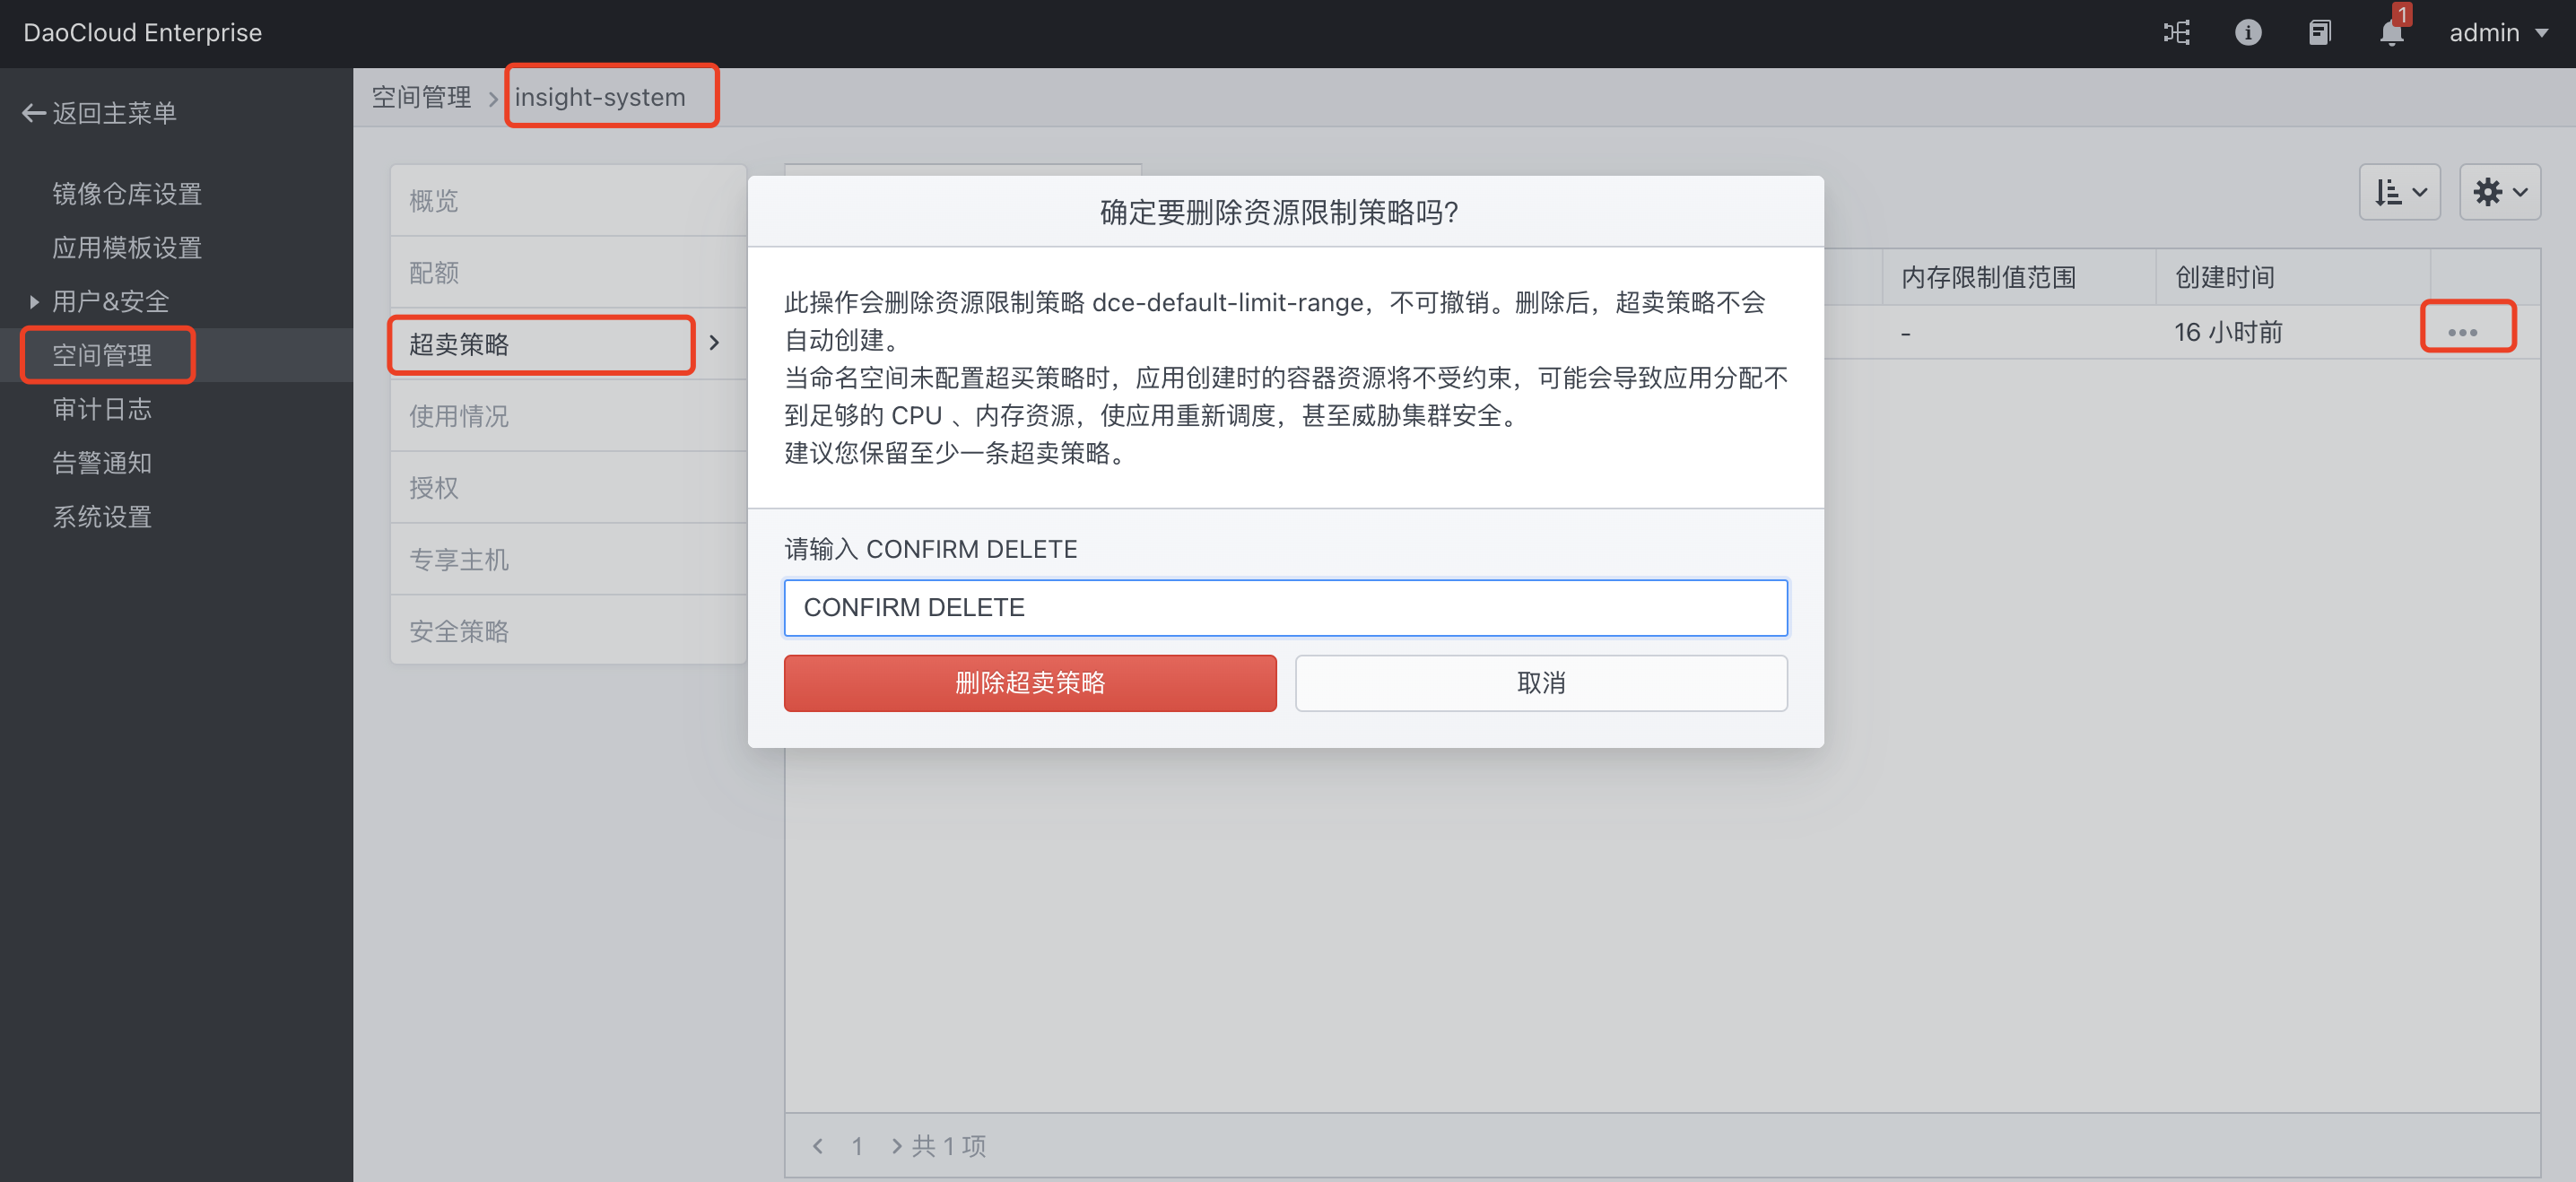 DaoCloud Enterprise
1
admin
返回主菜单
镜像仓库设置
应用模板设置
用户&安全
空间管理
审计日志
告警通知
系统设置
空间管理
insight-system
概览
配额
超卖策略
使用情况
授权
专享主机
安全策略
内存限制值范围
创建时间
-
16 小时前
确定要删除资源限制策略吗?
此操作会删除资源限制策略 dce-default-limit-range，不可撤销。删除后，超卖策略不会
自动创建。
当命名空间未配置超买策略时，应用创建时的容器资源将不受约束，可能会导致应用分配不
到足够的 CPU 、内存资源，使应用重新调度，甚至威胁集群安全。
建议您保留至少一条超卖策略。
请输入 CONFIRM DELETE
CONFIRM DELETE
删除超卖策略
取消
1
共 1 项